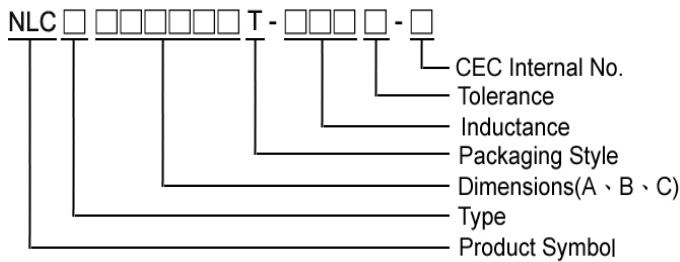 NLC□ □□□□□□ T-□□□ □-□
CEC Internal No.
Tolerance
Inductance
Packaging Style
Dimensions(A、B、C)
Type
Product Symbol